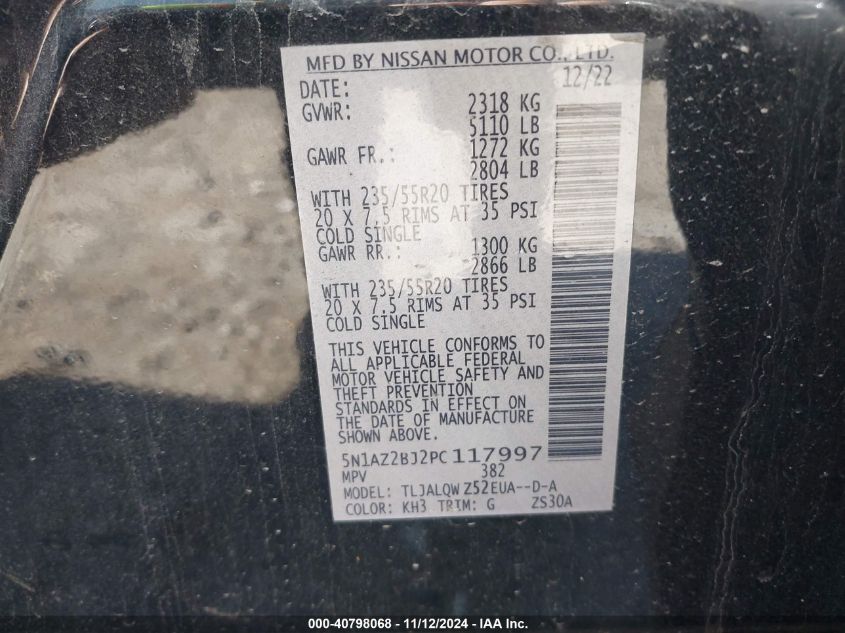 MFD BY NISSAN MOTOR CO., LTD.
DATE: 12/22
GVWR: 2318 KG
5110 LB
GAWR FR.: 1272 KG
2804 LB
WITH 235/55R20 TIRES
20 X 7.5 RIMS AT 35 PSI
COLD SINGLE
GAWR RR.: 1300 KG
2866 LB
WITH 235/55R20 TIRES
20 X 7.5 RIMS AT 35 PSI
COLD SINGLE
THIS VEHICLE CONFORMS TO
ALL APPLICABLE FEDERAL
MOTOR VEHICLE SAFETY AND
THEFT PREVENTION
STANDARDS IN EFFECT ON
THE DATE OF MANUFACTURE
SHOWN ABOVE.
5N1AZ2BJ2PC117997
MPV 382
MODEL: TLJALQW Z52EUA--D-A
COLOR: KH3 TRIM: G ZS30A
000-40798068 - 11/12/2024 - IAA Inc.